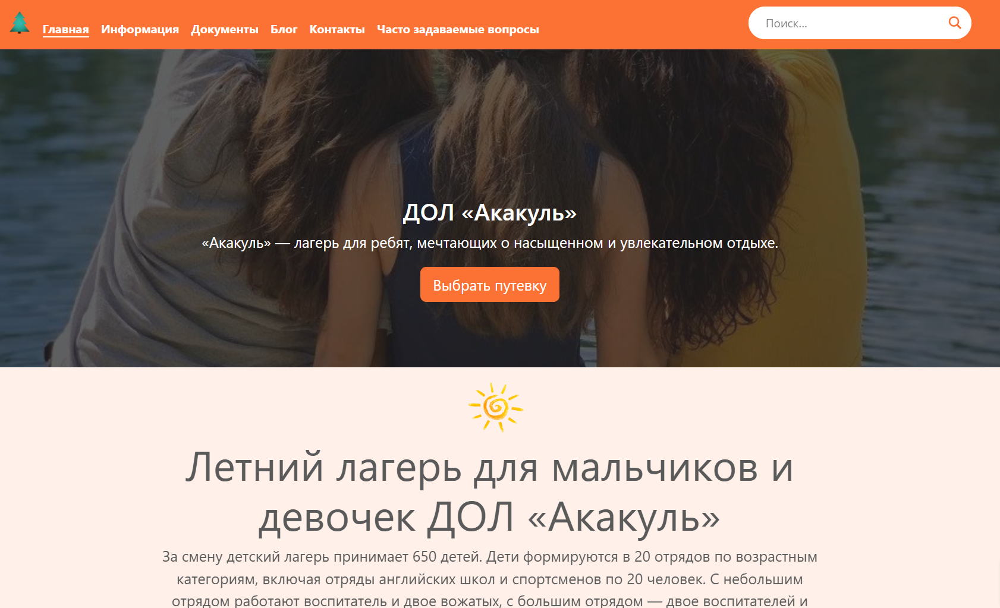 Главная Информация Документы Блог Контакты Часто задаваемые вопросы Поиск...
ДОЛ «Акакуль»
«Акакуль» — лагерь для ребят, мечтающих о насыщенном и увлекательном отдыхе.
Выбрать путевку
Летний лагерь для мальчиков и
девочек ДОЛ «Акакуль»
За смену детский лагерь принимает 650 детей. Дети формируются в 20 отрядов по возрастным
категориям, включая отряды английских школ и спортсменов по 20 человек. С небольшим
отрядом работают воспитатель и двое вожатых, с большим отрядом — двое воспитателей и